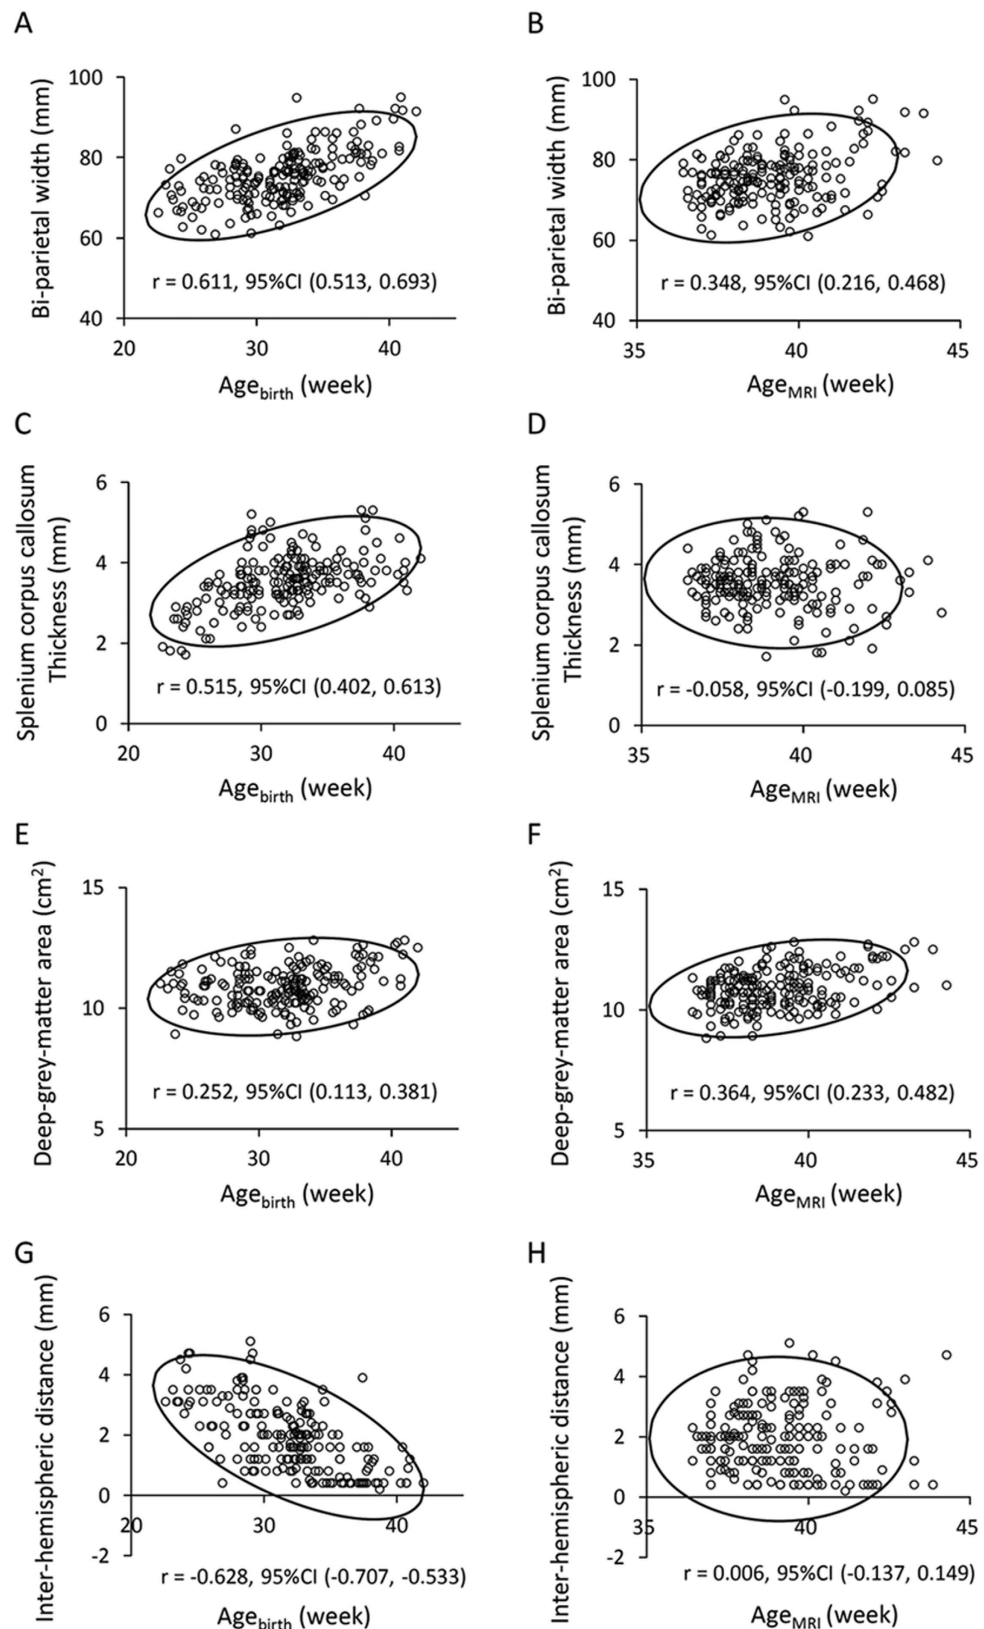 A
Bi-parietal width (mm)
100
80
60
40
r = 0.611, 95%CI (0.513, 0.693)
20 30 40
Age_birth (week)
B
Bi-parietal width (mm)
100
80
60
40
r = 0.348, 95%CI (0.216, 0.468)
35 40 45
Age_MRI (week)
C
Splenium corpus callosum
Thickness (mm)
6
4
2
0
r = 0.515, 95%CI (0.402, 0.613)
20 30 40
Age_birth (week)
D
Splenium corpus callosum
Thickness (mm)
6
4
2
0
r = -0.058, 95%CI (-0.199, 0.085)
35 40 45
Age_MRI (week)
E
Deep-grey-matter area (cm²)
15
10
5
r = 0.252, 95%CI (0.113, 0.381)
20 30 40
Age_birth (week)
F
Deep-grey-matter area (cm²)
15
10
5
r = 0.364, 95%CI (0.233, 0.482)
35 40 45
Age_MRI (week)
G
Inter-hemispheric distance (mm)
6
4
2
0
-2
20 30 40
r = -0.628, 95%CI (-0.707, -0.533)
Age_birth (week)
H
Inter-hemispheric distance (mm)
6
4
2
0
-2
35 40 45
r = 0.006, 95%CI (-0.137, 0.149)
Age_MRI (week)